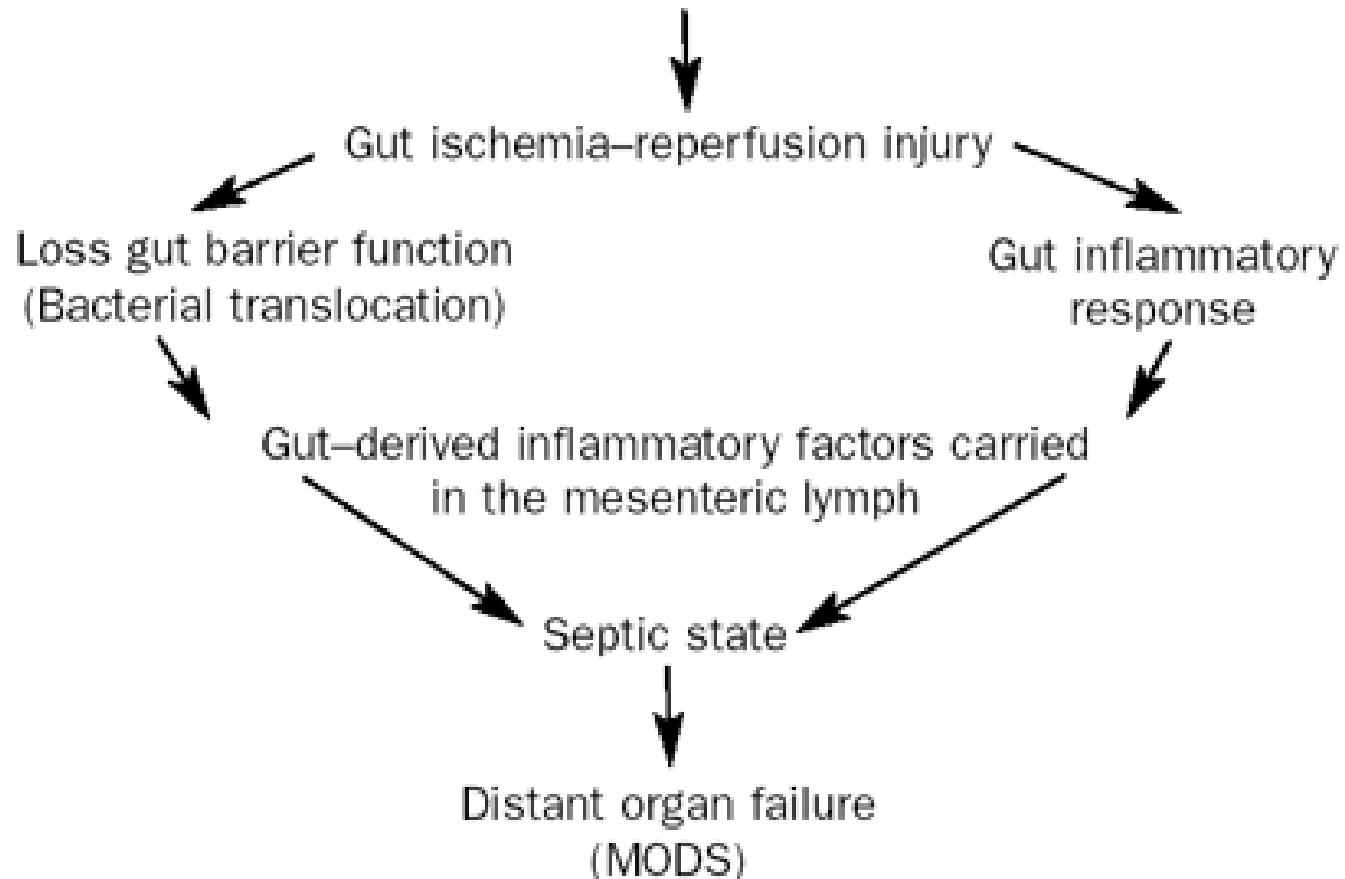 Gut ischemia–reperfusion injury
Loss gut barrier function
(Bacterial translocation)
Gut inflammatory
response
Gut–derived inflammatory factors carried
in the mesenteric lymph
Septic state
Distant organ failure
(MODS)